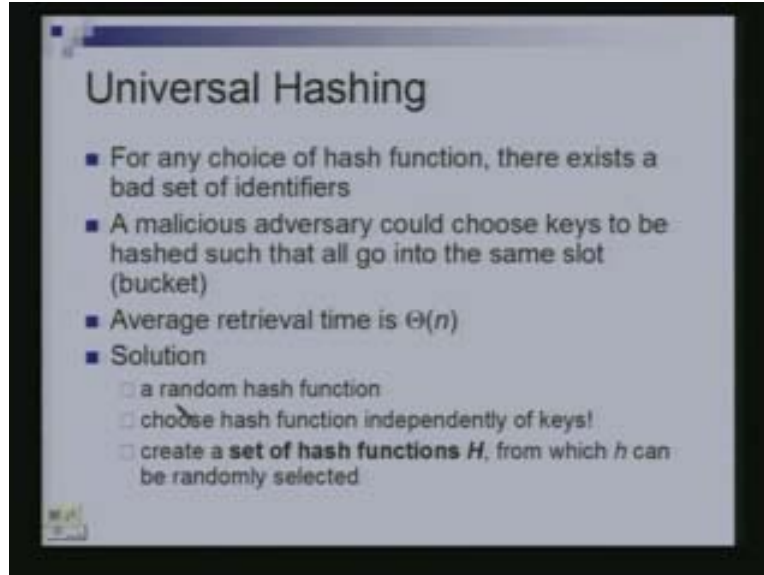 Universal Hashing
For any choice of hash function, there exists a
bad set of identifiers
A malicious adversary could choose keys to be
hashed such that all go into the same slot
(bucket)
Average retrieval time is Θ(n)
Solution
a random hash function
choose hash function independently of keys!
create a set of hash functions H, from which h can
be randomly selected